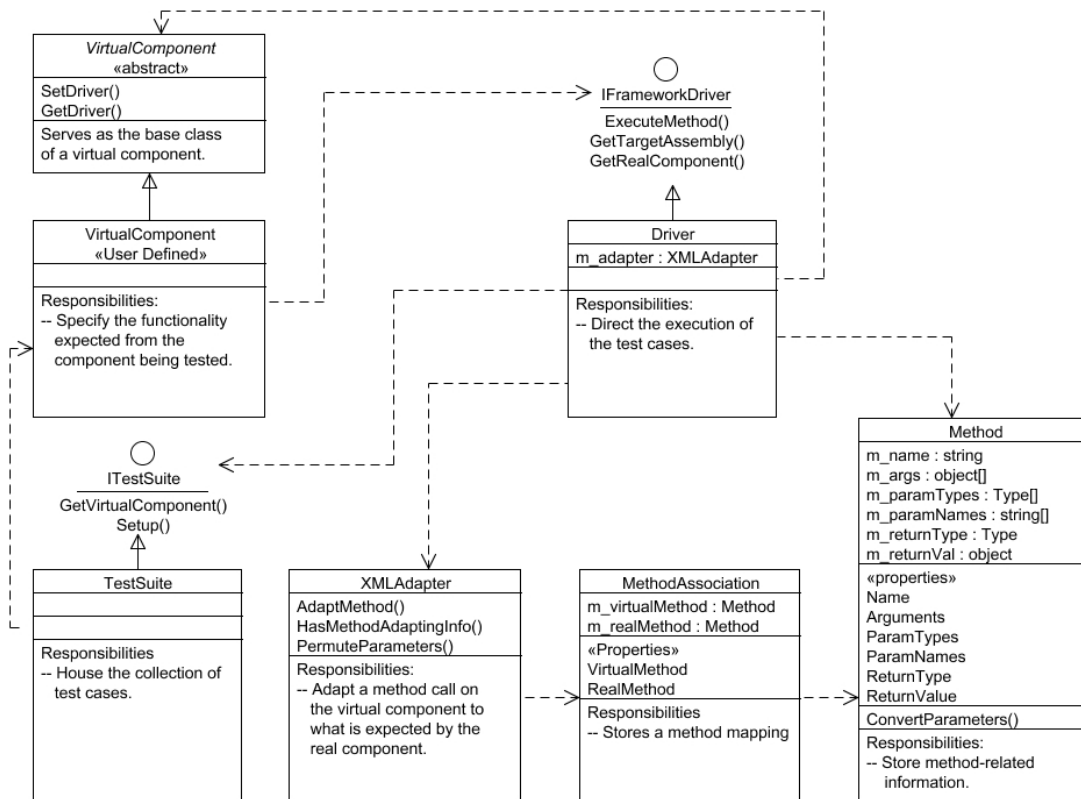 VirtualComponent
«abstract»
SetDriver()
GetDriver()
Serves as the base class
of a virtual component.
IFrameworkDriver
ExecuteMethod()
GetTargetAssembly()
GetRealComponent()
VirtualComponent
«User Defined»
Responsibilities:
-- Specify the functionality
expected from the
component being tested.
Driver
m_adapter : XMLAdapter
Responsibilities:
-- Direct the execution of
the test cases.
ITestSuite
GetVirtualComponent()
Setup()
TestSuite
Responsibilities
-- House the collection of
test cases.
XMLAdapter
AdaptMethod()
HasMethodAdaptingInfo()
PermuteParameters()
Responsibilities:
-- Adapt a method call on
the virtual component to
what is expected by the
real component.
MethodAssociation
m_virtualMethod : Method
m_realMethod : Method
«Properties»
VirtualMethod
RealMethod
Responsibilities
-- Stores a method mapping
Method
m_name : string
m_args : object[]
m_paramTypes : Type[]
m_paramNames : string[]
m_returnType : Type
m_returnVal : object
«properties»
Name
Arguments
ParamTypes
ParamNames
ReturnType
ReturnValue
ConvertParameters()
Responsibilities:
-- Store method-related
information.